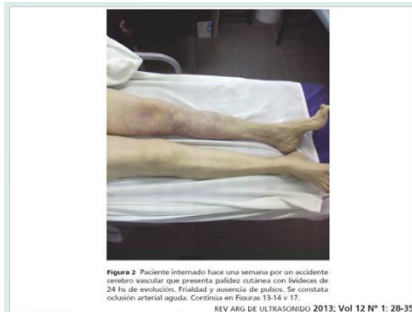 Figura 2 Paciente internado hace una semana por un accidente
cerebro vascular que presenta palidez cutánea con livideces de
24 hs de evolución. Frialdad y ausencia de pulsos. Se constata
oclusión arterial aguda. Continúa en Figuras 13-14 y 17.
REV ARG DE ULTRASONIDO 2013; Vol 12 N° 1: 28-35